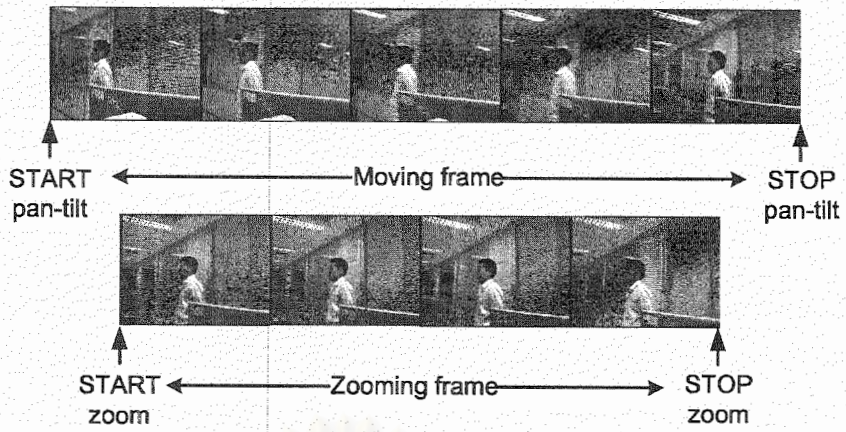 START
pan-tilt
Moving frame
STOP
pan-tilt
START
zoom
Zooming frame
STOP
zoom